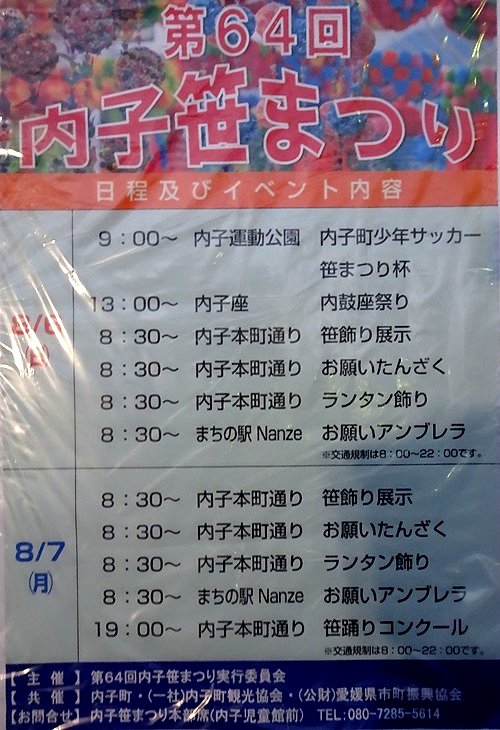 第64回
内子笹まつり
日程及びイベント内容
8/6
(日)
9:00～ 内子運動公園 内子町少年サッカー
笹まつり杯
13:00～ 内子座 内鼓座祭り
8:30～ 内子本町通り 笹飾り展示
8:30～ 内子本町通り お願いたんざく
8:30～ 内子本町通り ランタン飾り
8:30～ まちの駅 Nanze お願いアンブレラ
※交通規制は8:00～22:00です。
8/7
(月)
8:30～ 内子本町通り 笹飾り展示
8:30～ 内子本町通り お願いたんざく
8:30～ 内子本町通り ランタン飾り
8:30～ まちの駅 Nanze お願いアンブレラ
19:00～ 内子本町通り 笹踊りコンクール
【主催】第64回内子笹まつり実行委員会
【共催】内子町・(一社)内子町観光協会・(公財)愛媛県市町振興協会
【お問合せ】内子笹まつり本部席(内子児童館前) TEL:080-7285-5614